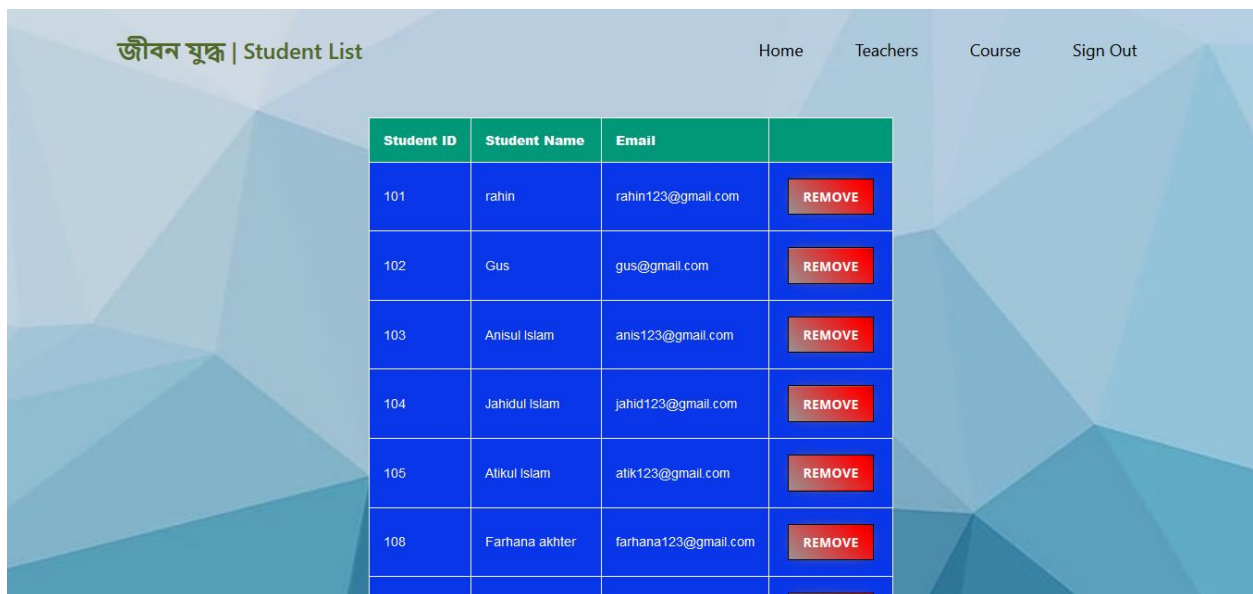 জীবন যুদ্ধ | Student List Home Teachers Course Sign Out
Student ID Student Name Email
101 rahin rahin123@gmail.com REMOVE
102 Gus gus@gmail.com REMOVE
103 Anisul Islam anis123@gmail.com REMOVE
104 Jahidul Islam jahid123@gmail.com REMOVE
105 Atikul Islam atik123@gmail.com REMOVE
108 Farhana akhter farhana123@gmail.com REMOVE